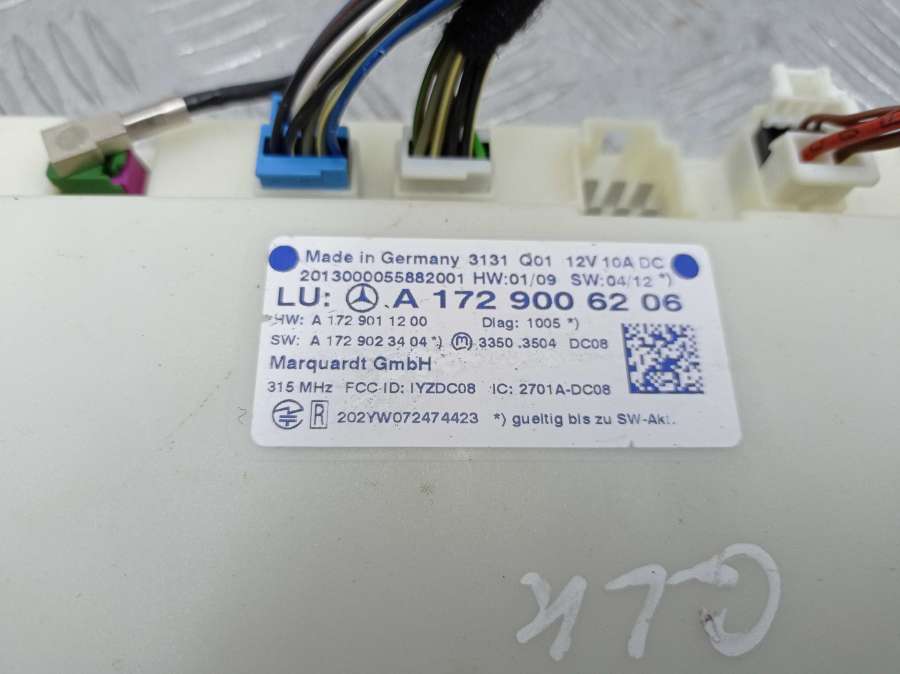 Made in Germany 3131 Q01 12V 10A DC
2013000055882001 HW:01/09 SW:04/12 *)
LU: A 172 900 62 06
HW: A 172 901 12 00 Diag: 1005 *)
SW: A 172 902 34 04 *) 3350 .3504 DC08
Marquardt GmbH
315 MHz FCC-ID: IYZDC08 IC: 2701A-DC08
R 202YW072474423 *) gueltig bis zu SW-Akt.
GLK